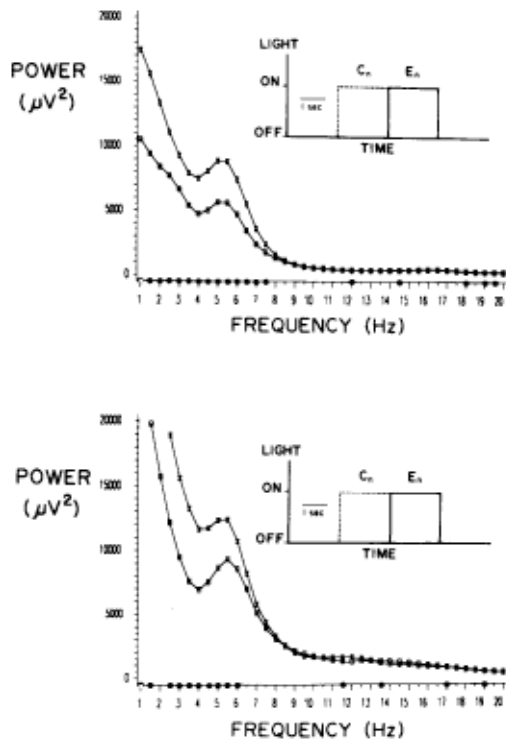 20000
LIGHT
POWER
(μV²)
15000
Cn En
ON
1 sec
OFF
TIME
10000
5000
0
1 2 3 4 5 6 7 8 9 10 11 12 13 14 15 16 17 18 19 20
FREQUENCY (Hz)
20000
LIGHT
POWER
(μV²)
15000
Cn En
ON
1 sec
OFF
TIME
10000
5000
0
1 2 3 4 5 6 7 8 9 10 11 12 13 14 15 16 17 18 19 20
FREQUENCY (Hz)